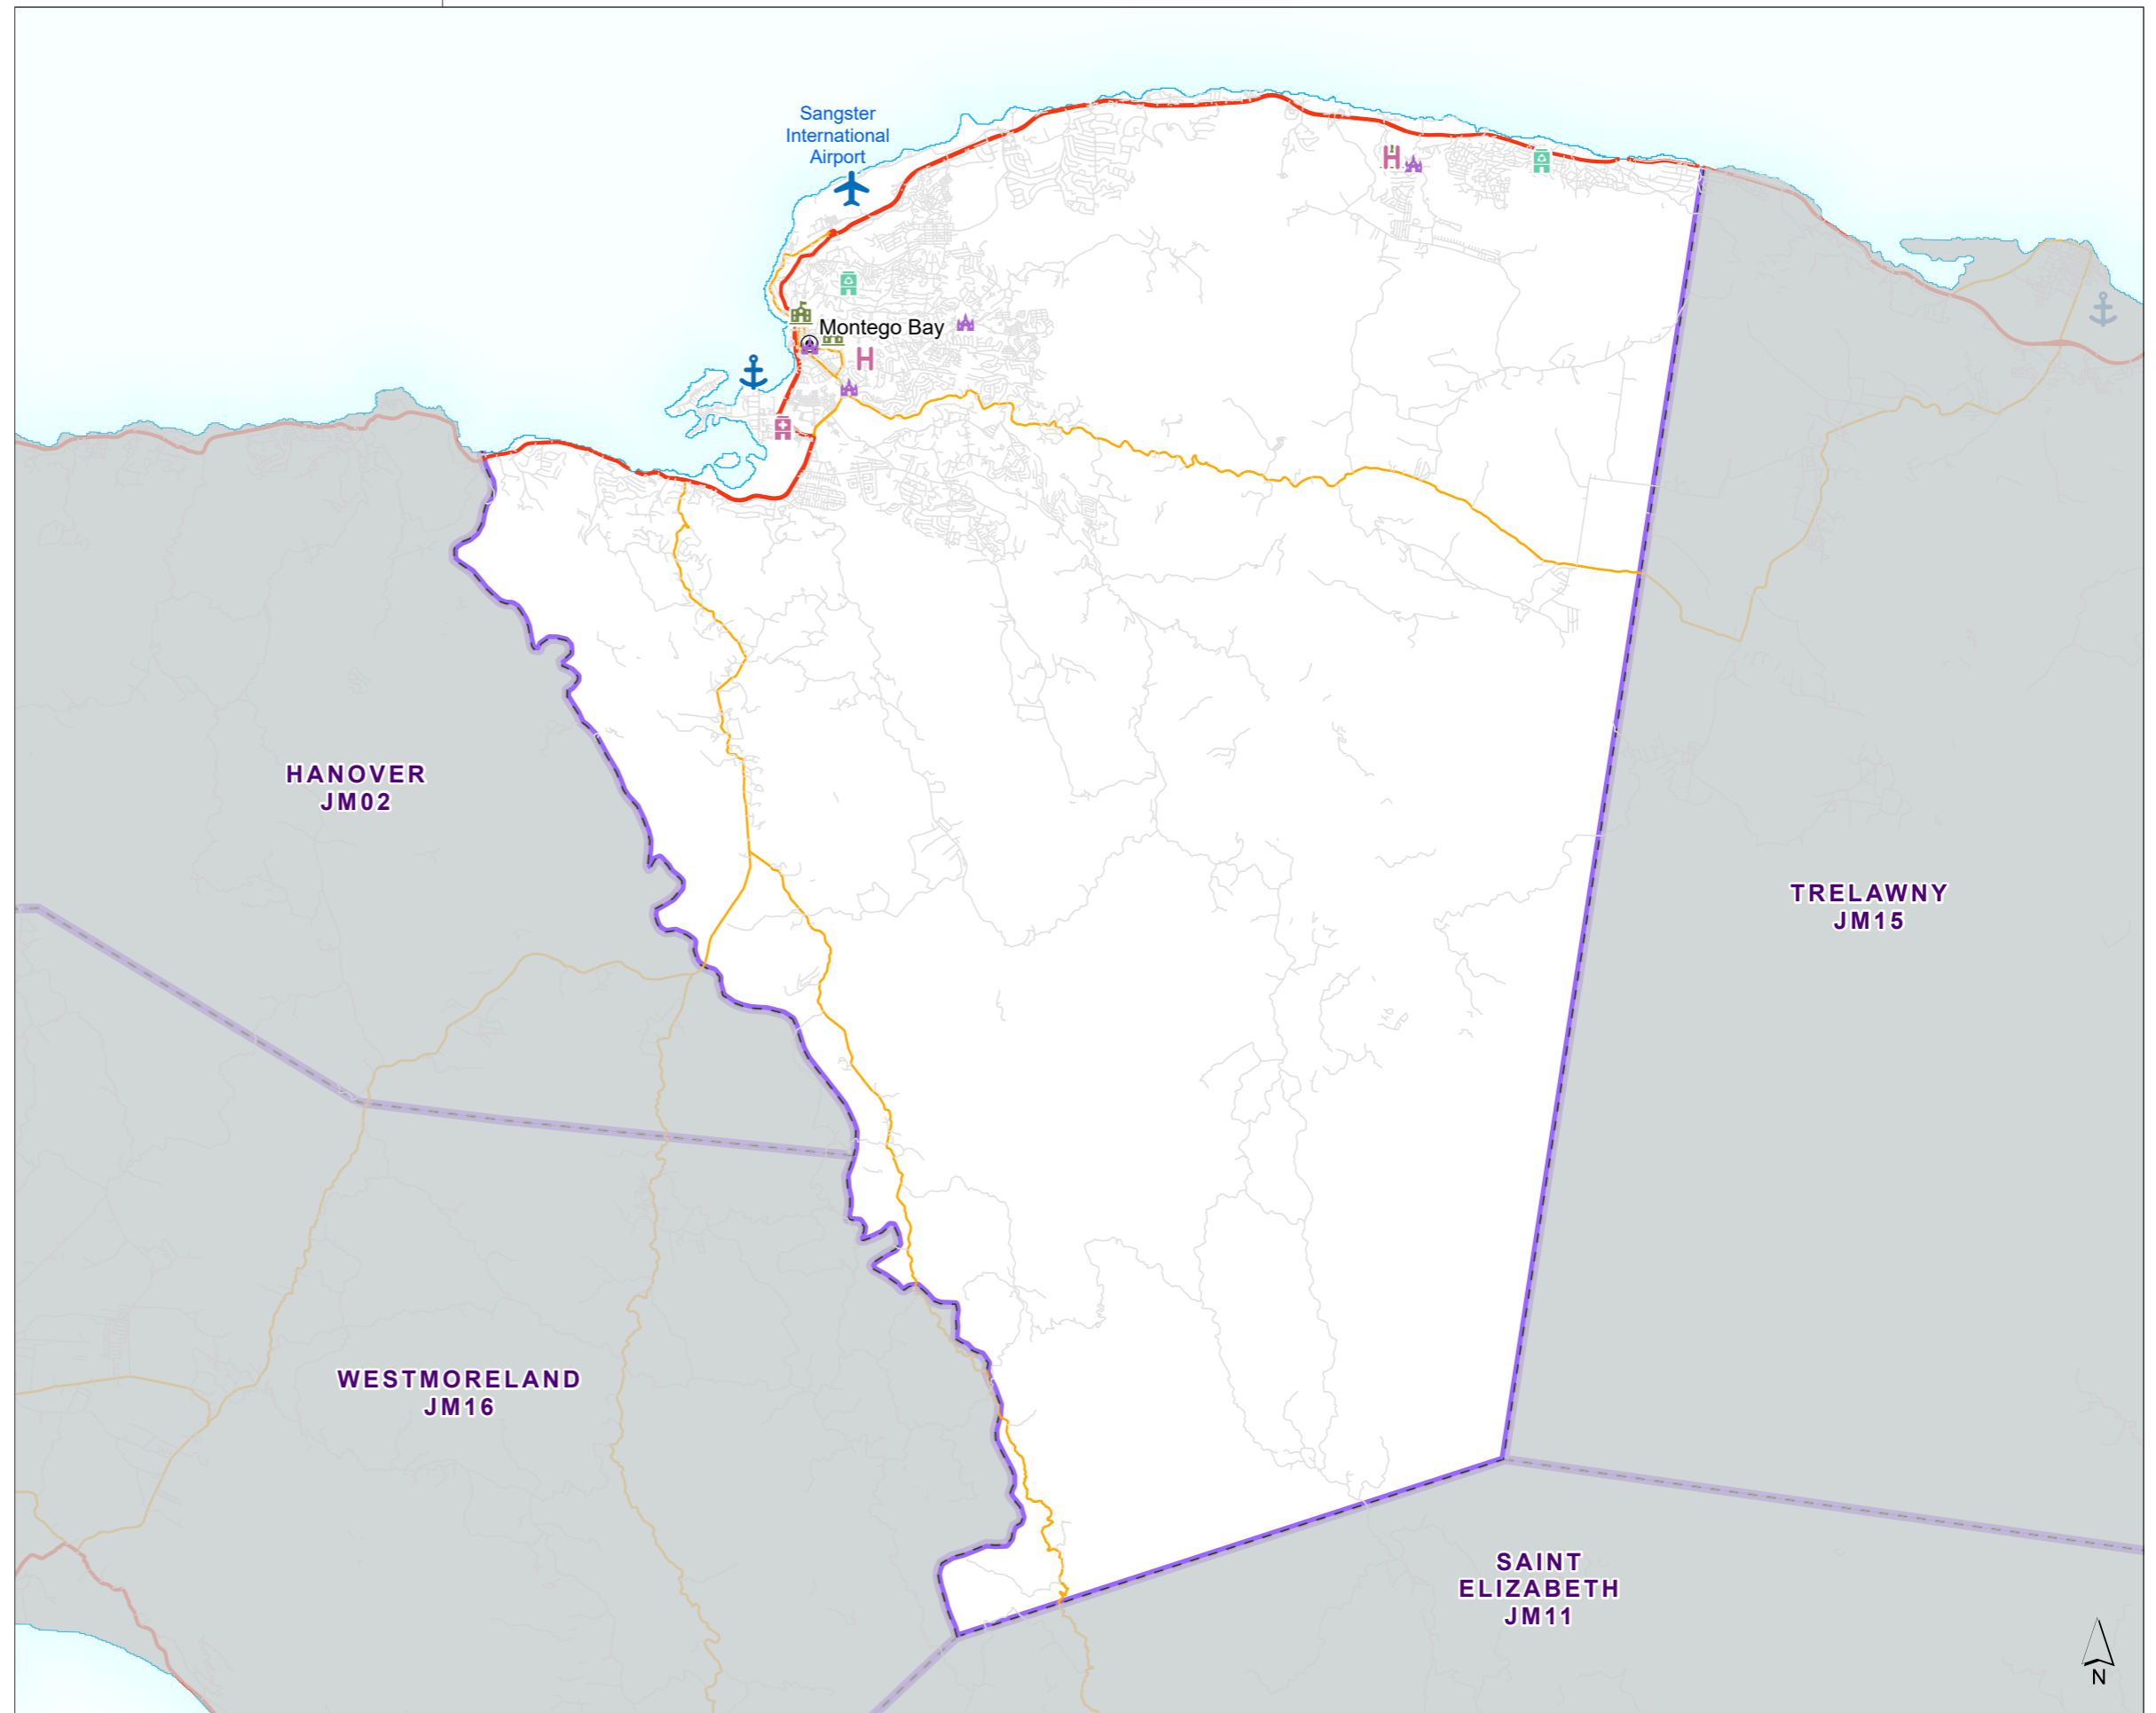 Sangster
International
Airport
Montego Bay
HANOVER
JM02
TRELAWNY
JM15
WESTMORELAND
JM16
SAINT
ELIZABETH
JM11
N